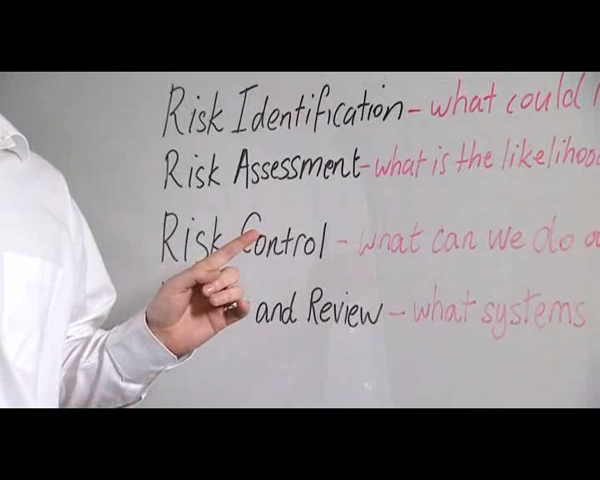 Risk Identification - what could
Risk Assessment - what is the
Risk Control - what can we do
and Review - what systems